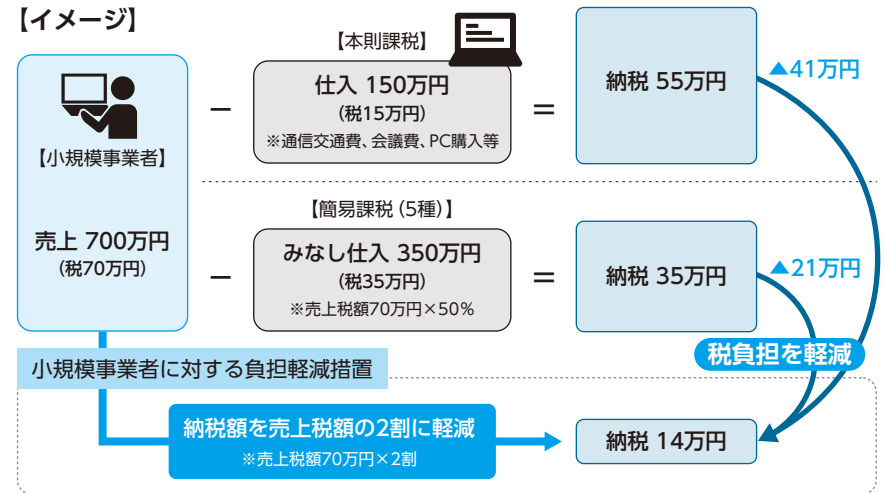 【イメージ】
【本則課税】
仕入 150万円
(税15万円)
※通信交通費、会議費、PC購入等
納税 55万円
▲41万円
【小規模事業者】
売上 700万円
(税70万円)
−
=
【簡易課税(5種)】
みなし仕入 350万円
(税35万円)
※売上税額70万円×50%
−
=
納税 35万円
▲21万円
税負担を軽減
小規模事業者に対する負担軽減措置
納税額を売上税額の2割に軽減
※売上税額70万円×2割
納税 14万円